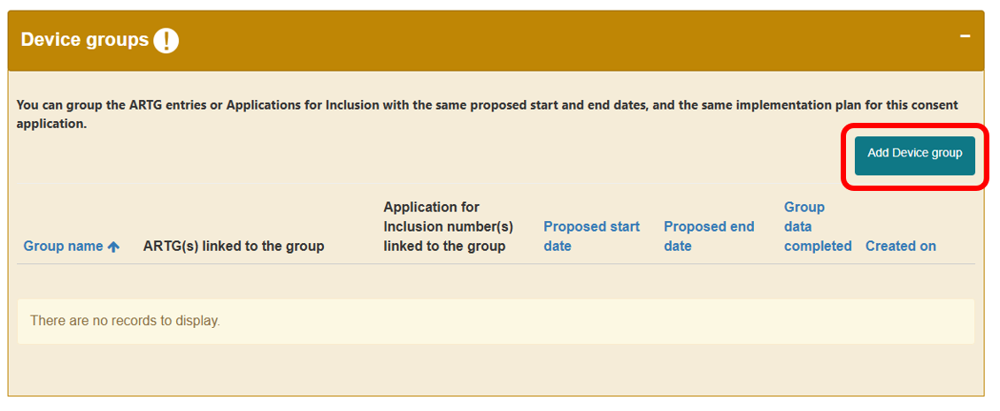 Device groups !
You can group the ARTG entries or Applications for Inclusion with the same proposed start and end dates, and the same implementation plan for this consent
application.
Add Device group
Group name
ARTG(s) linked to the group
Application for
Inclusion number(s)
linked to the group
Proposed start
date
Proposed end
date
Group
data
completed
Created on
There are no records to display.